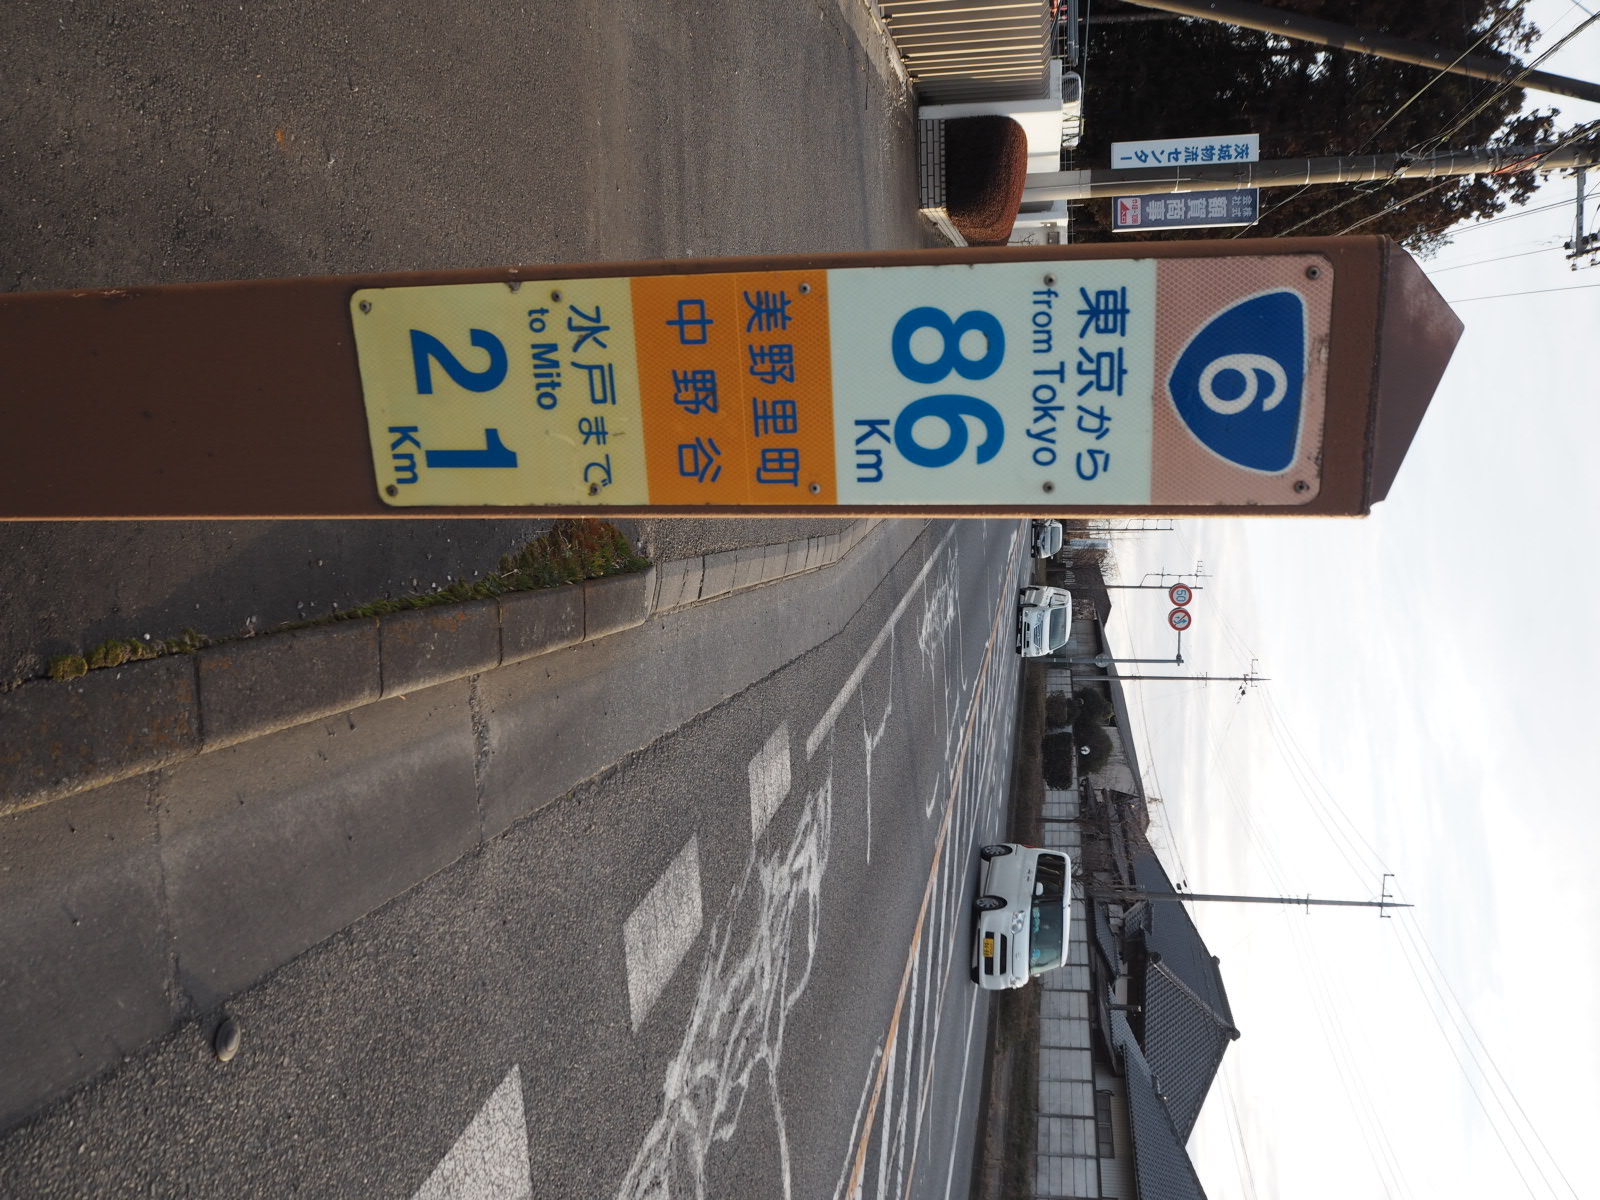 6
東京から
from Tokyo
86
Km
美野里町
中野谷
水戸まで
to Mito
21
Km
茨城物流センター
株式会社 額賀商事
50